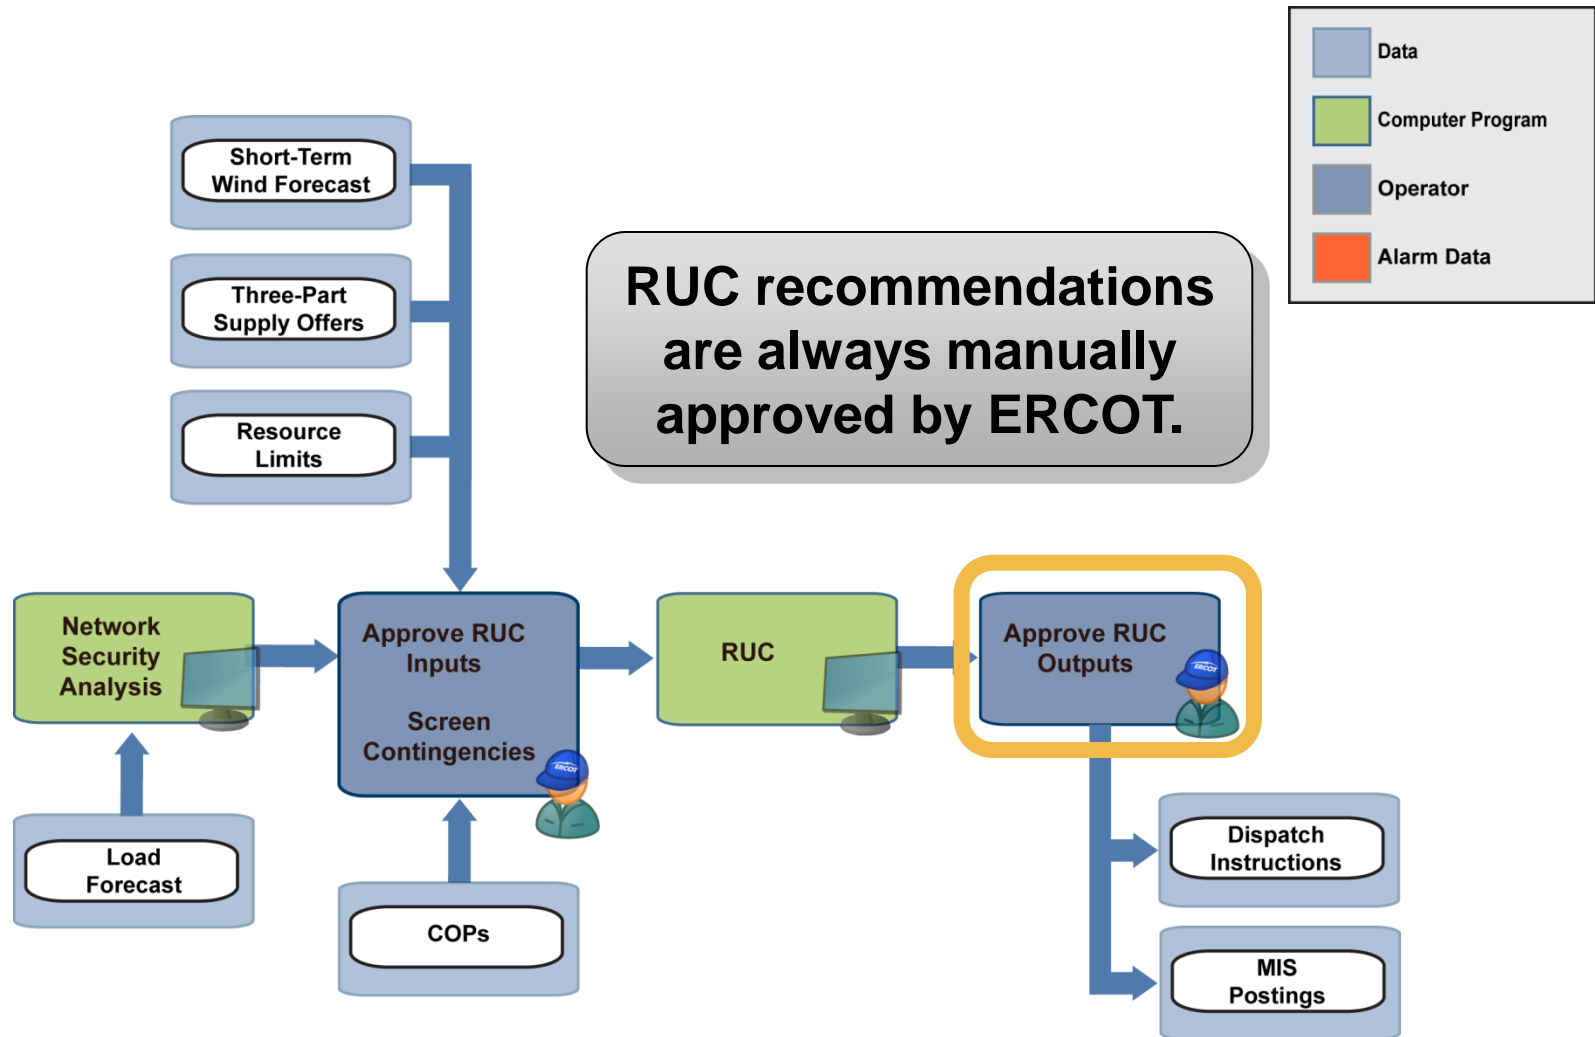 Data
Computer Program
Operator
Alarm Data
Short-Term
Wind Forecast
Three-Part
Supply Offers
Resource
Limits
RUC recommendations
are always manually
approved by ERCOT.
Network
Security
Analysis
Approve RUC
Inputs
Screen
Contingencies
ERCOT
RUC
Approve RUC
Outputs
ERCOT
Load
Forecast
COPs
Dispatch
Instructions
MIS
Postings